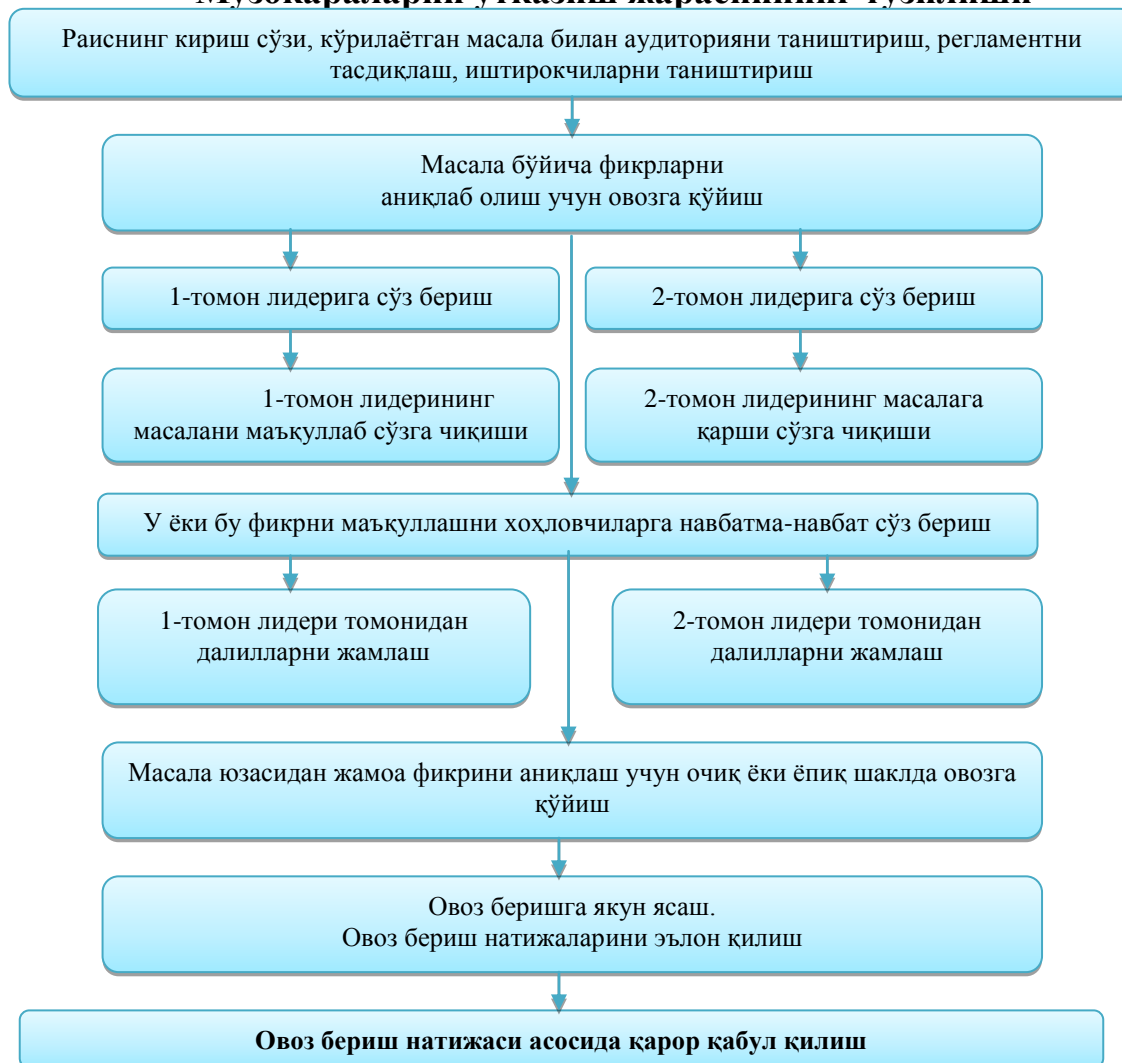 Музокараларни ўтказиш жараёнининг тузилиши
Раиснинг кириш сўзи, кўрилаётган масала билан аудиторияни таништириш, регламентни
тасдиқлаш, иштирокчиларни таништириш
Масала бўйича фикрларни
аниқлаб олиш учун овозга қўйиш
1-томон лидерига сўз бериш
2-томон лидерига сўз бериш
1-томон лидерининг
масалани маъқуллаб сўзга чиқиши
2-томон лидерининг масалага
қарши сўзга чиқиши
У ёки бу фикрни маъқуллашни хоҳловчиларга навбатма-навбат сўз бериш
1-томон лидери томонидан
далилларни жамлаш
2-томон лидери томонидан
далилларни жамлаш
Масала юзасидан жамоа фикрини аниқлаш учун очиқ ёки ёпиқ шаклда овозга
қўйиш
Овоз беришга якун ясаш.
Овоз бериш натижаларини эълон қилиш
Овоз бериш натижаси асосида қарор қабул қилиш